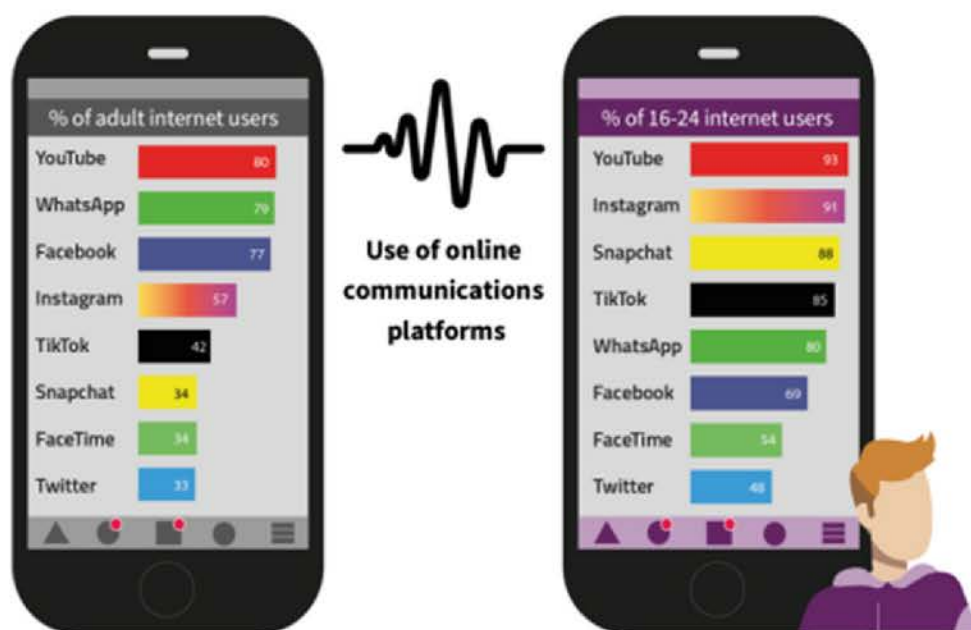 % of adult internet users
YouTube 80
WhatsApp 79
Facebook 77
Instagram 57
TikTok 42
Snapchat 34
FaceTime 34
Twitter 33
Use of online
communications
platforms
% of 16-24 internet users
YouTube 93
Instagram 91
Snapchat 88
TikTok 85
WhatsApp 80
Facebook 69
FaceTime 54
Twitter 48